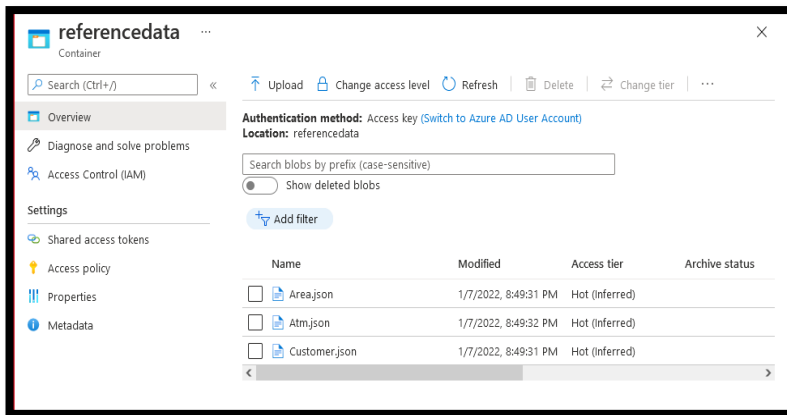 referencedata ...
Container
Search (Ctrl+/) «
Overview
Diagnose and solve problems
Access Control (IAM)
Settings
Shared access tokens
Access policy
Properties
Metadata
Upload Change access level Refresh Delete Change tier ...
Authentication method: Access key (Switch to Azure AD User Account)
Location: referencedata
Search blobs by prefix (case-sensitive)
Show deleted blobs
Add filter
Name Modified Access tier Archive status
Area.json 1/7/2022, 8:49:31 PM Hot (Inferred)
Atm.json 1/7/2022, 8:49:32 PM Hot (Inferred)
Customer.json 1/7/2022, 8:49:31 PM Hot (Inferred)